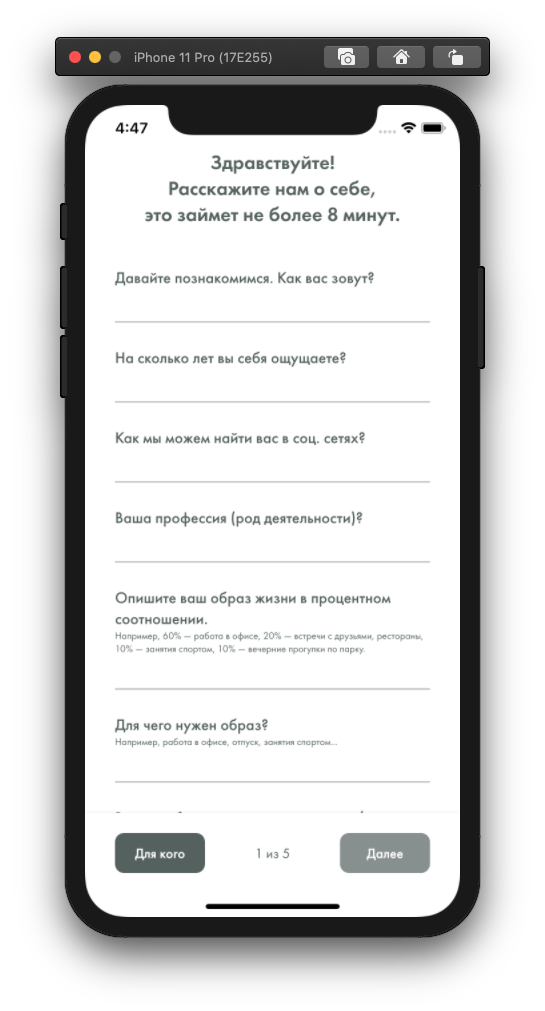 iPhone 11 Pro (17E255)
4:47
Здравствуйте!
Расскажите нам о себе,
это займет не более 8 минут.
Давайте познакомимся. Как вас зовут?
На сколько лет вы себя ощущаете?
Как мы можем найти вас в соц. сетях?
Ваша профессия (род деятельности)?
Опишите ваш образ жизни в процентном
соотношении.
Например, 60% — работа в офисе, 20% — встречи с друзьями, рестораны,
10% — занятия спортом, 10% — вечерние прогулки по парку.
Для чего нужен образ?
Например, работа в офисе, отпуск, занятия спортом...
Для кого
1 из 5
Далее